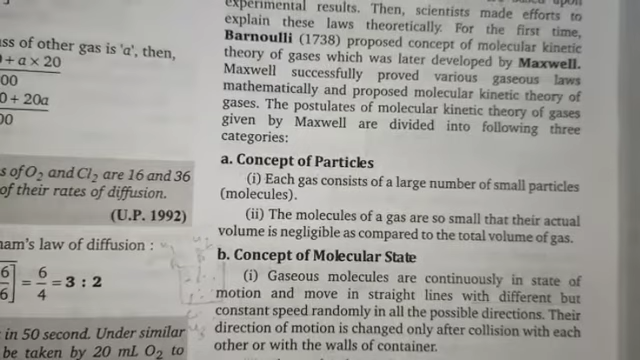 experimental results. Then, scientists made efforts to
explain these laws theoretically. For the first time,
Barnoulli (1738) proposed concept of molecular kinetic
theory of gases which was later developed by Maxwell.
Maxwell successfully proved various gaseous laws
mathematically and proposed molecular kinetic theory of
gases. The postulates of molecular kinetic theory of gases
given by Maxwell are divided into following three
categories:
a. Concept of Particles
(i) Each gas consists of a large number of small particles
(molecules).
(ii) The molecules of a gas are so small that their actual
volume is negligible as compared to the total volume of gas.
b. Concept of Molecular State
(i) Gaseous molecules are continuously in state of
motion and move in straight lines with different but
constant speed randomly in all the possible directions. Their
direction of motion is changed only after collision with each
other or with the walls of container.
of other gas is 'a', then,
+ a × 20
00
0 + 20a
00
of O₂ and Cl₂ are 16 and 36
of their rates of diffusion.
(U.P. 1992)
law of diffusion :
6/6 = 6/4 = 3 : 2
in 50 second. Under similar
be taken by 20 mL O₂ to